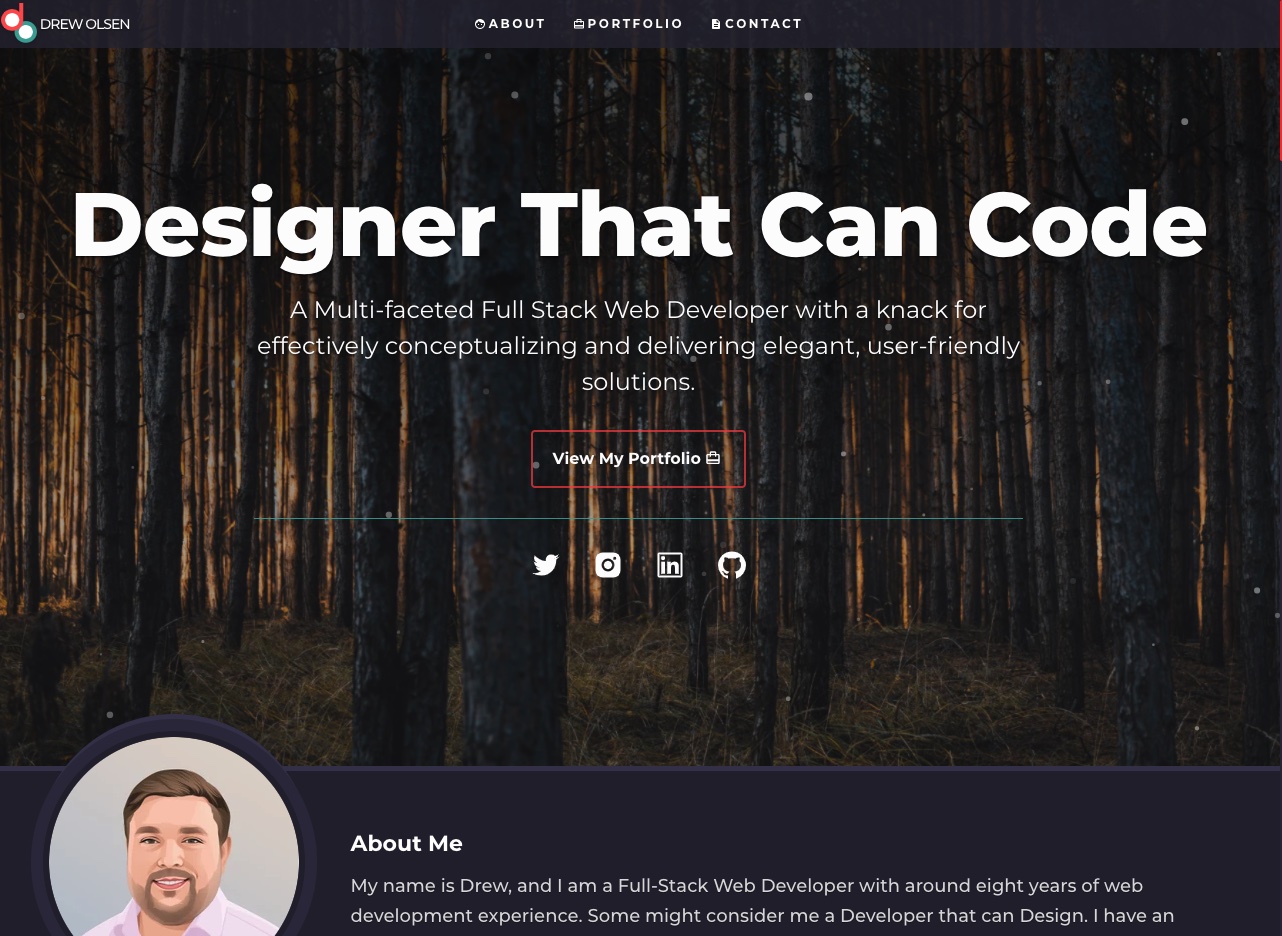 DREW OLSEN
ABOUT
PORTFOLIO
CONTACT
Designer That Can Code
A Multi-faceted Full Stack Web Developer with a knack for
effectively conceptualizing and delivering elegant, user-friendly
solutions.
View My Portfolio
About Me
My name is Drew, and I am a Full-Stack Web Developer with around eight years of web
development experience. Some might consider me a Developer that can Design. I have an